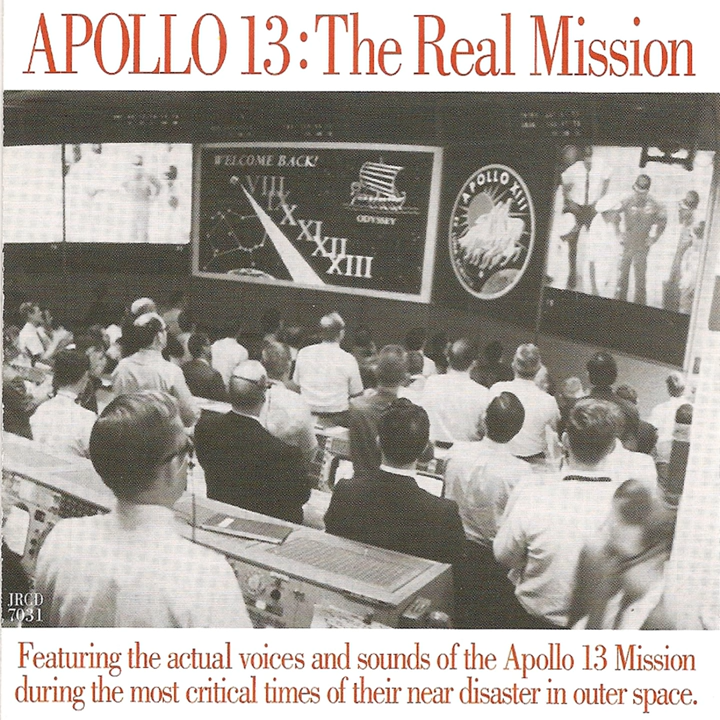 APOLLO 13: The Real Mission
WELCOME BACK!
VIII
IX
XI
XII
XIII
ODYSSEY
APOLLO XIII
JRCD
7031
Featuring the actual voices and sounds of the Apollo 13 Mission
during the most critical times of their near disaster in outer space.